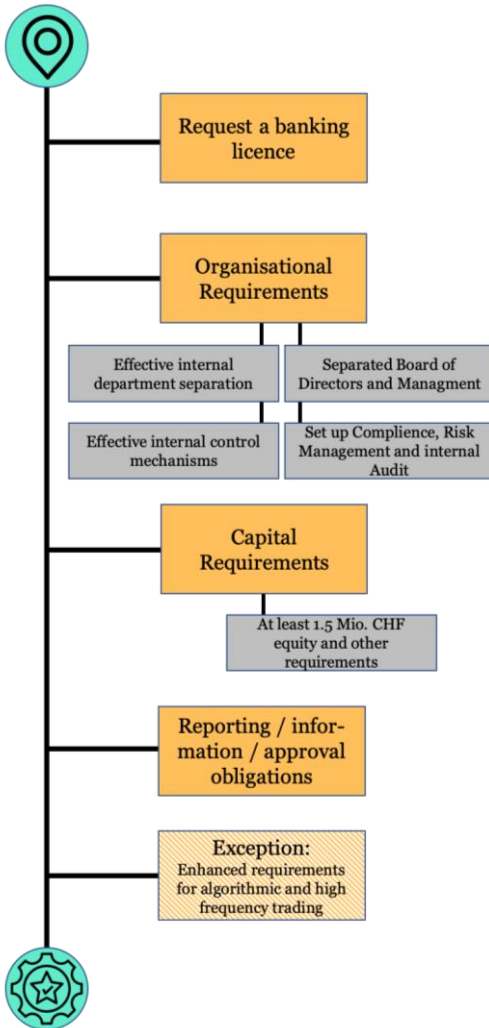 Request a banking
licence
Organisational
Requirements
Effective internal
department separation
Separated Board of
Directors and Managment
Effective internal control
mechanisms
Set up Complience, Risk
Management and internal
Audit
Capital
Requirements
At least 1.5 Mio. CHF
equity and other
requirements
Reporting / infor-
mation / approval
obligations
Exception:
Enhanced requirements
for algorithmic and high
frequency trading